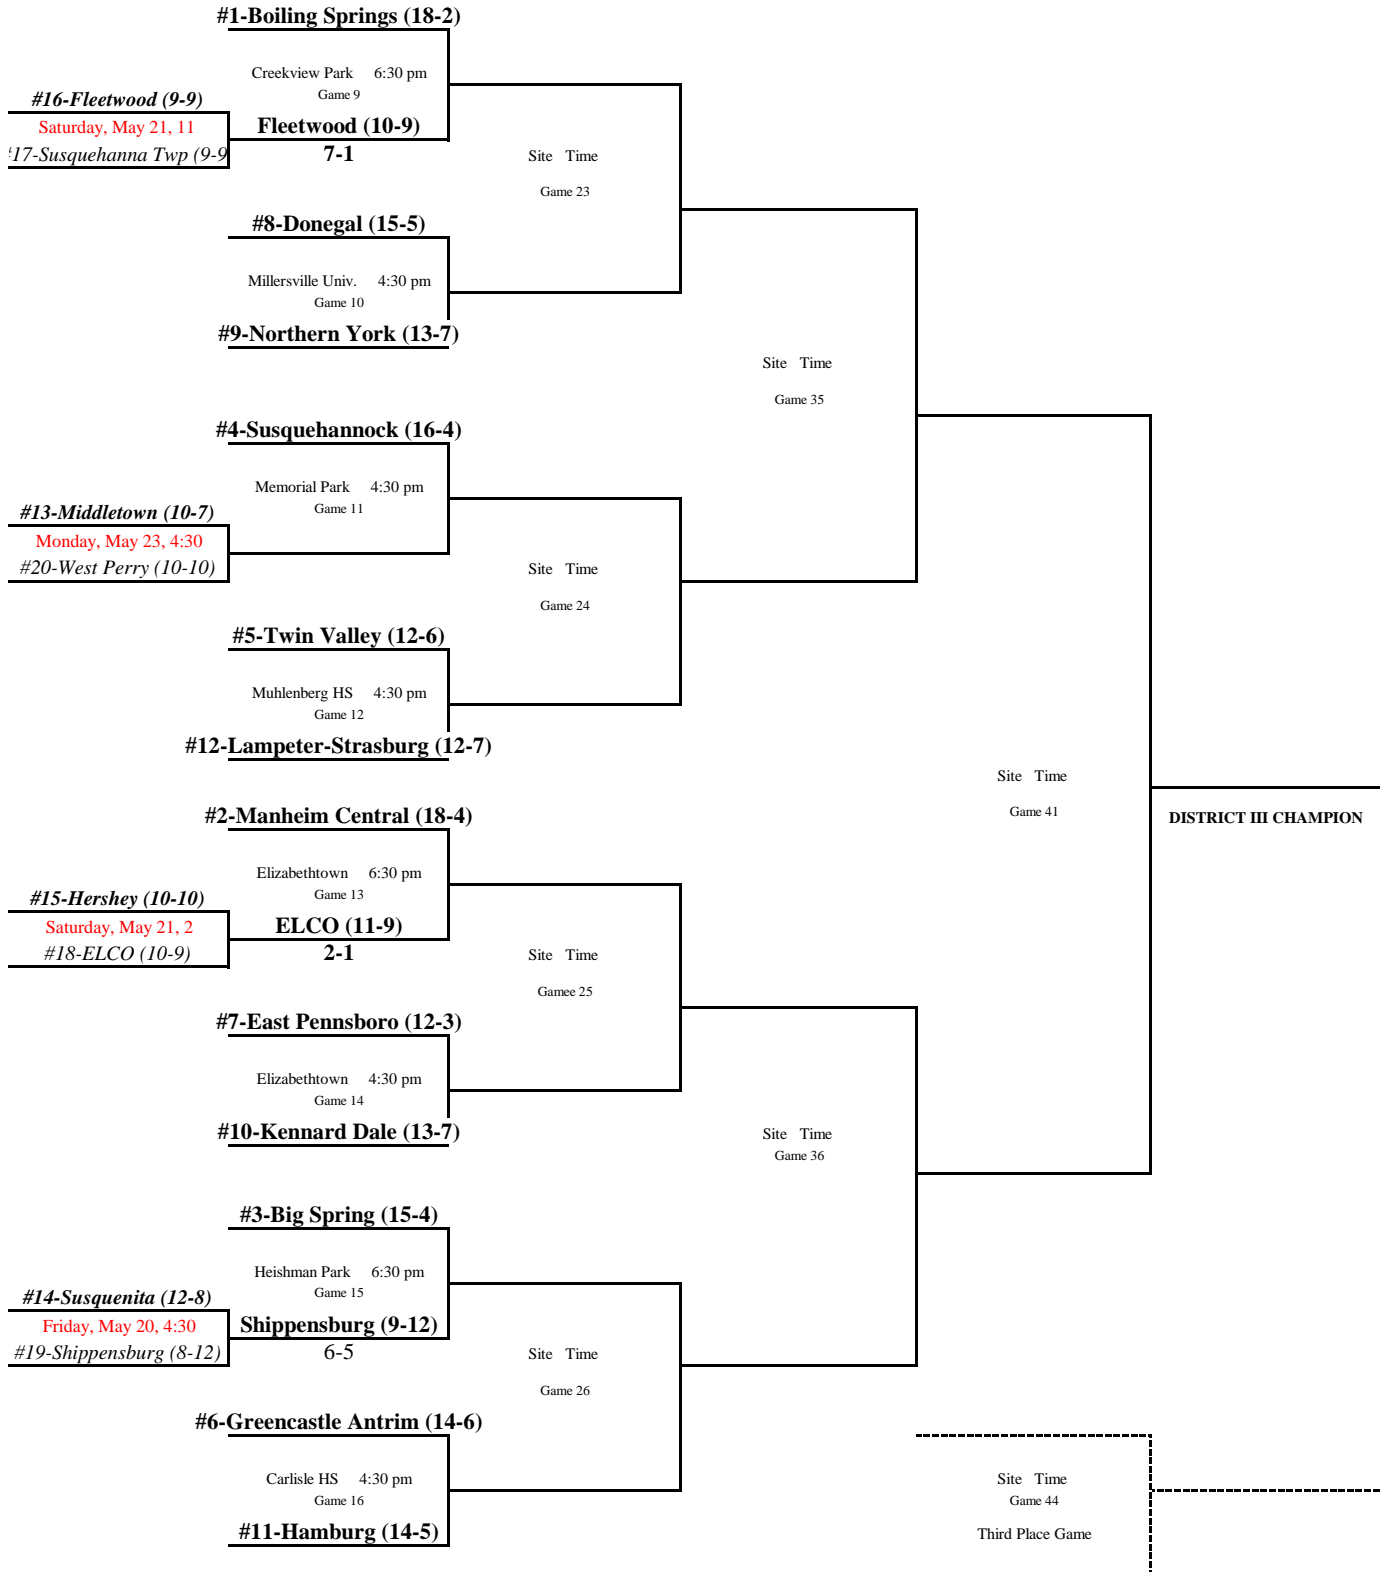 #1-Boiling Springs (18-2)
Creekview Park 6:30 pm
Game 9
#16-Fleetwood (9-9)
Saturday, May 21, 11
Fleetwood (10-9)
#17-Susquehanna Twp (9-9
7-1
Site Time
Game 23
#8-Donegal (15-5)
Millersville Univ. 4:30 pm
Game 10
#9-Northern York (13-7)
Site Time
Game 35
#4-Susquehannock (16-4)
Memorial Park 4:30 pm
Game 11
#13-Middletown (10-7)
Monday, May 23, 4:30
#20-West Perry (10-10)
Site Time
Game 24
#5-Twin Valley (12-6)
Muhlenberg HS 4:30 pm
Game 12
#12-Lampeter-Strasburg (12-7)
Site Time
Game 41
DISTRICT III CHAMPION
#2-Manheim Central (18-4)
Elizabethtown 6:30 pm
Game 13
#15-Hershey (10-10)
Saturday, May 21, 2
ELCO (11-9)
#18-ELCO (10-9)
2-1
Site Time
Gamee 25
#7-East Pennsboro (12-3)
Elizabethtown 4:30 pm
Game 14
#10-Kennard Dale (13-7)
Site Time
Game 36
#3-Big Spring (15-4)
Heishman Park 6:30 pm
Game 15
#14-Susquenita (12-8)
Friday, May 20, 4:30
Shippensburg (9-12)
#19-Shippensburg (8-12)
6-5
Site Time
Game 26
#6-Greencastle Antrim (14-6)
Carlisle HS 4:30 pm
Game 16
#11-Hamburg (14-5)
Site Time
Game 44
Third Place Game